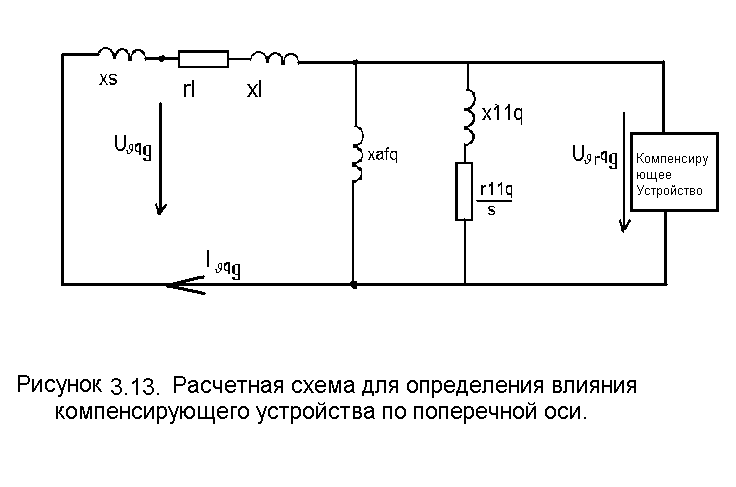 xs
rl
xl
Uϑqg
xafq
x11q
r11q
s
Uϑrqg
Компенсиру
ющее
Устройство
Iϑqg
Рисунок 3.13. Расчетная схема для определения влияния
компенсирующего устройства по поперечной оси.